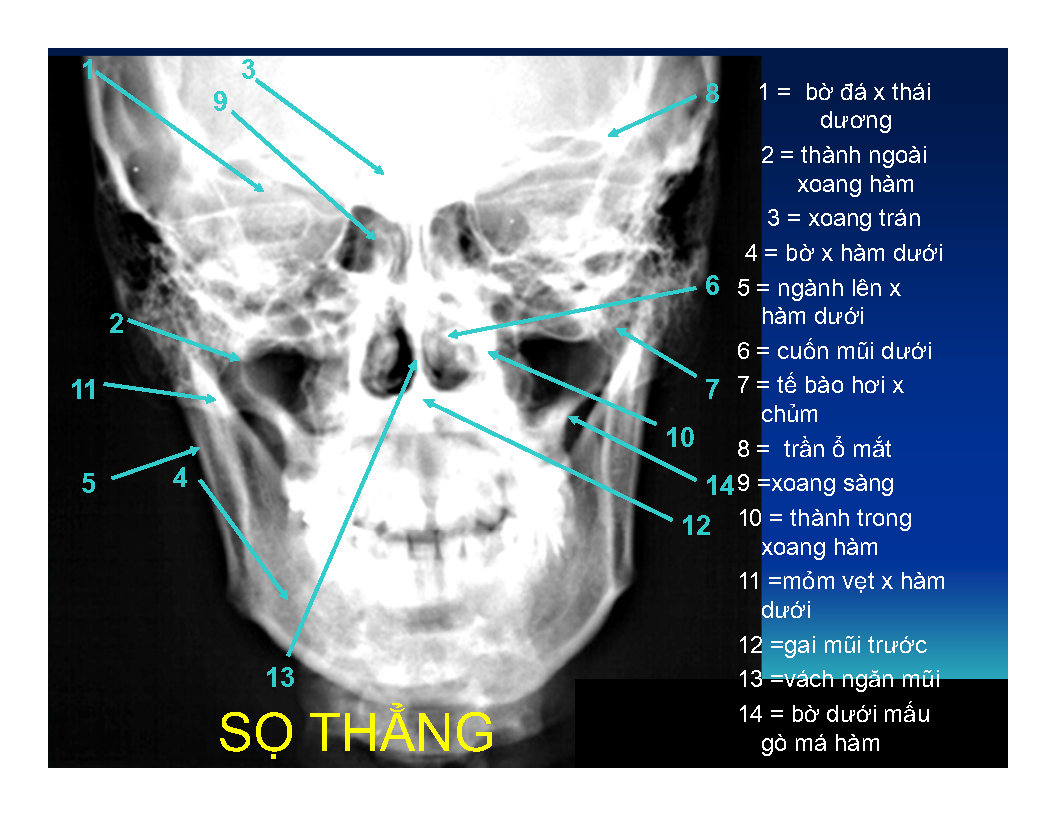 1
3
9
8
6
2
11
7
10
5
4
14
12
13
SỌ THẲNG
1 = bờ đá x thái
dương
2 = thành ngoài
xoang hàm
3 = xoang trán
4 = bờ x hàm dưới
5 = ngành lên x
hàm dưới
6 = cuốn mũi dưới
7 = tế bào hơi x
chủm
8 = trần ổ mắt
9 =xoang sàng
10 = thành trong
xoang hàm
11 =mỏm vẹt x hàm
dưới
12 =gai mũi trước
13 =vách ngăn mũi
14 = bờ dưới mấu
gò má hàm